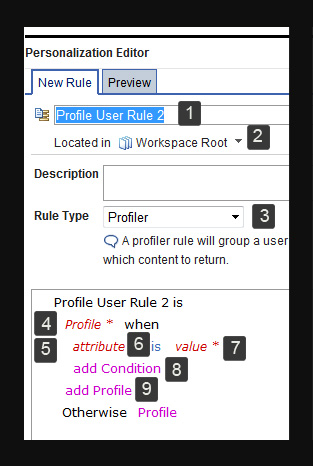 Personalization Editor
New Rule Preview
Profile User Rule 2 1
Located in Workspace Root 2
Description
Rule Type Profiler 3
A profiler rule will group a user
which content to return.
Profile User Rule 2 is
4 Profile * when
5 attribute 6 is value * 7
add Condition 8
add Profile 9
Otherwise Profile